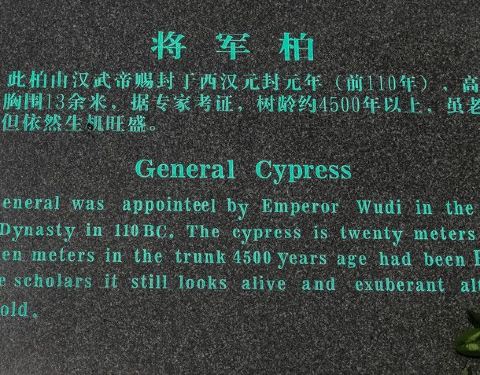 将军柏
此柏由汉武帝赐封于西汉元封元年（前110年），高
胸围13余米，据专家考证，树龄约4500年以上，虽老
但依然生机旺盛。
General Cypress
eneral was appointeel by Emperor Wudi in the
Dynasty in 110 BC. The cypress is twenty meters
en meters in the trunk 4500 years age had been
e scholars it still looks alive and exuberant alt
old.